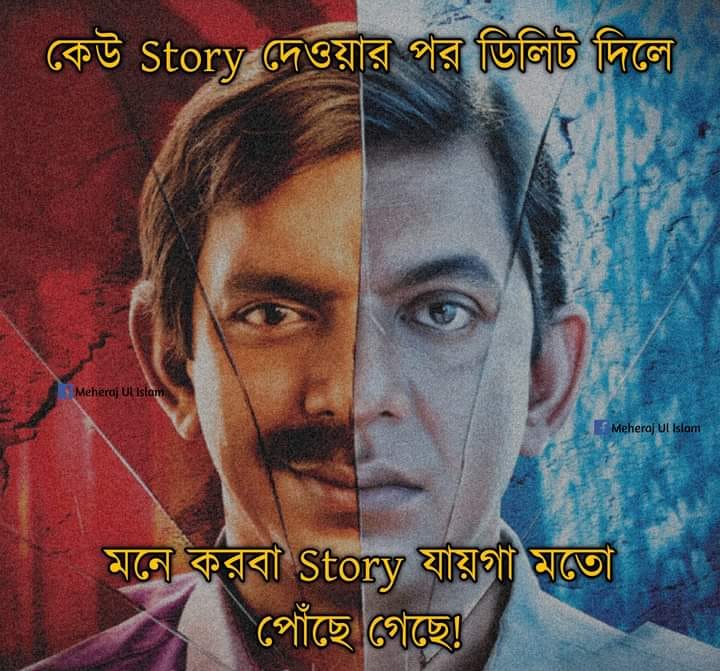 কেউ Story দেওয়ার পর ডিলিট দিলে
Meheraj Ul Islam
Meheraj Ul Islam
মনে করবা Story যায়গা মতো
পোঁছে গেছে!